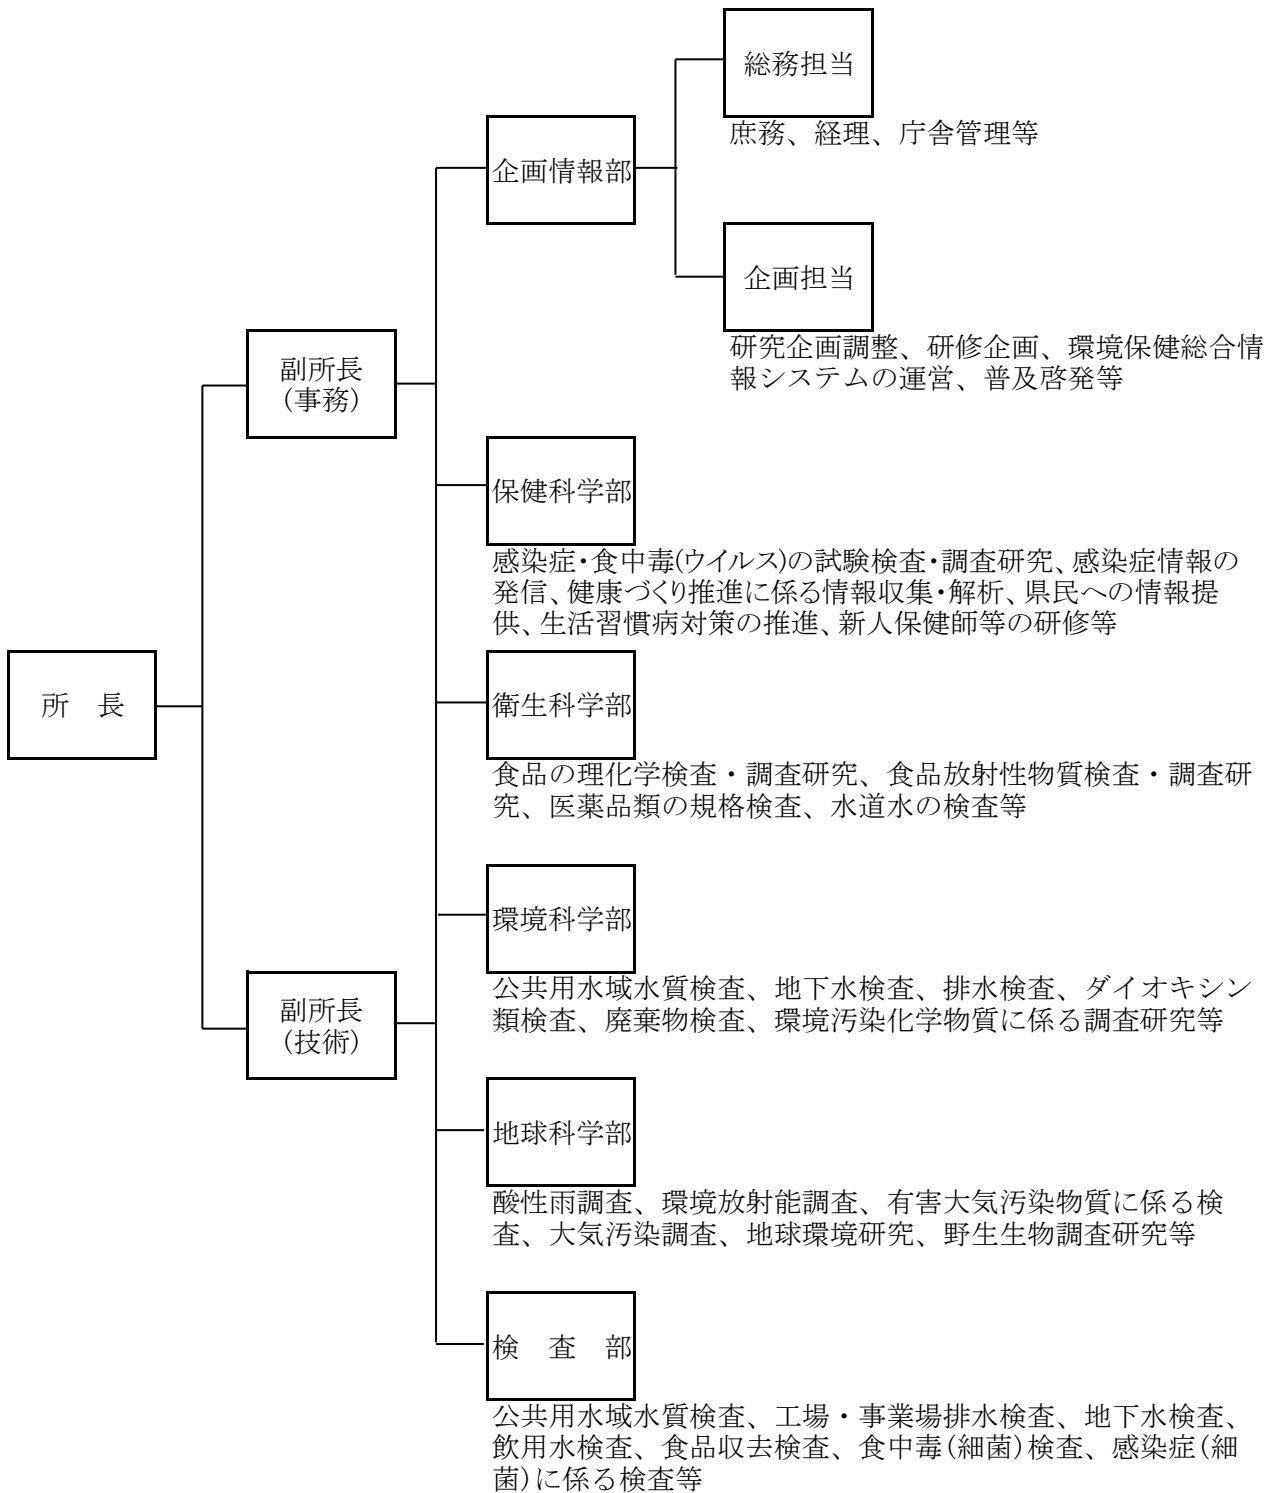 総務担当
庶務、経理、庁舎管理等
企画情報部
企画担当
研究企画調整、研修企画、環境保健総合情
報システムの運営、普及啓発等
副所長
(事務)
保健科学部
感染症・食中毒(ウイルス)の試験検査・調査研究、感染症情報の
発信、健康づくり推進に係る情報収集・解析、県民への情報提
供、生活習慣病対策の推進、新人保健師等の研修等
所　長
衛生科学部
食品の理化学検査・調査研究、食品放射性物質検査・調査研
究、医薬品類の規格検査、水道水の検査等
環境科学部
公共用水域水質検査、地下水検査、排水検査、ダイオキシン
類検査、廃棄物検査、環境汚染化学物質に係る調査研究等
副所長
(技術)
地球科学部
酸性雨調査、環境放射能調査、有害大気汚染物質に係る検
査、大気汚染調査、地球環境研究、野生生物調査研究等
検　査　部
公共用水域水質検査、工場・事業場排水検査、地下水検査、
飲用水検査、食品収去検査、食中毒(細菌)検査、感染症(細
菌)に係る検査等